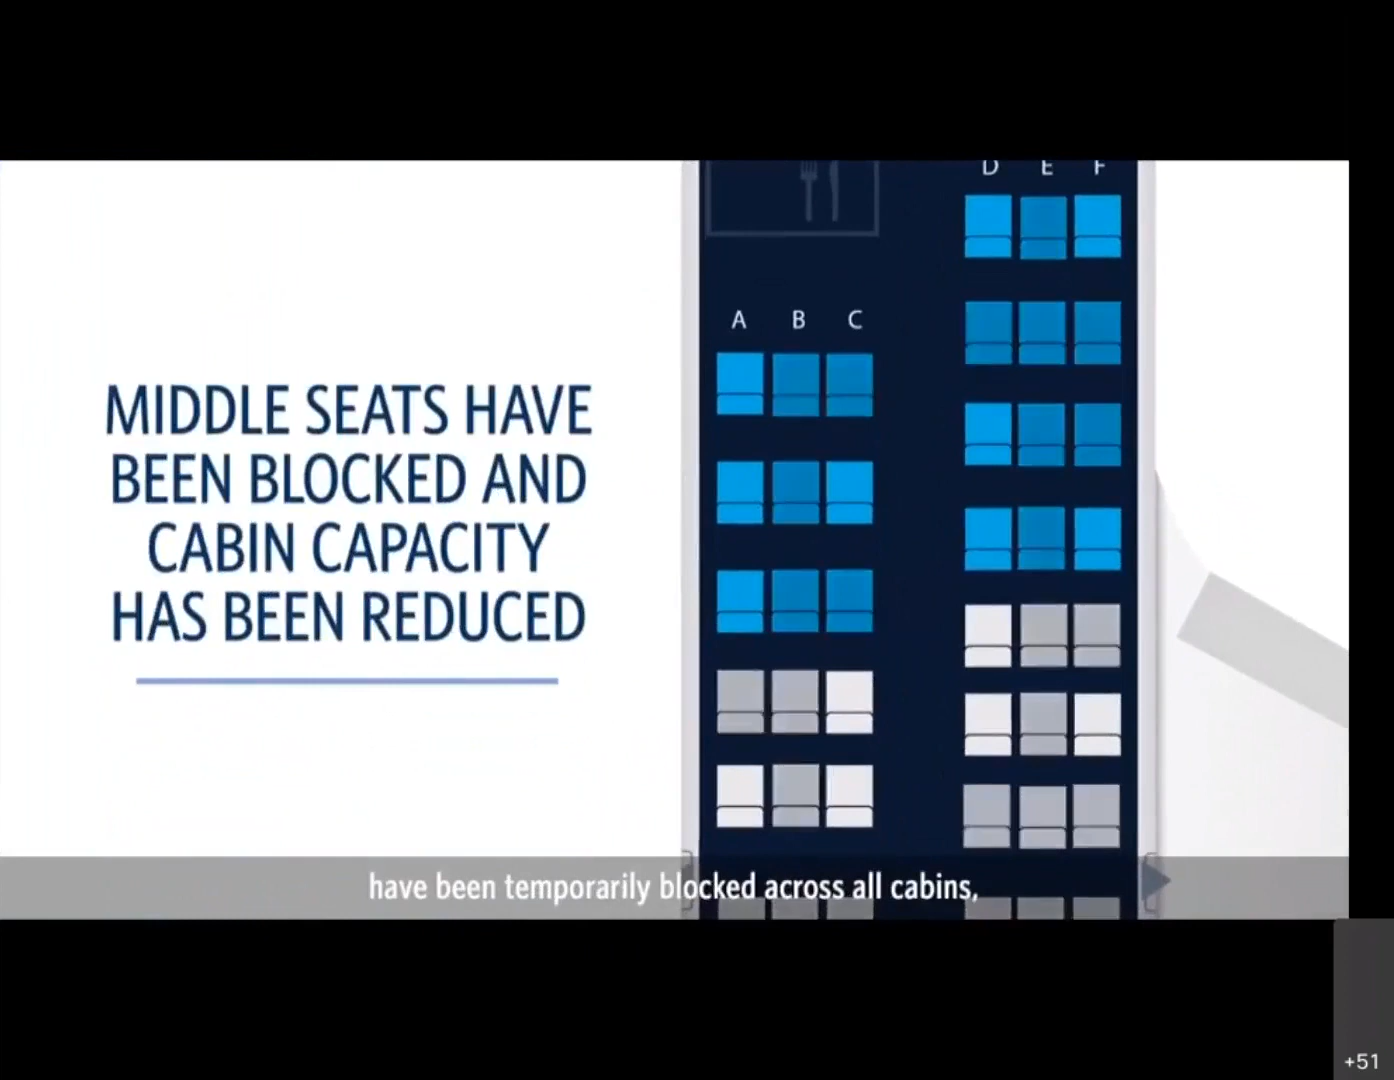 D E F
A B C
MIDDLE SEATS HAVE
BEEN BLOCKED AND
CABIN CAPACITY
HAS BEEN REDUCED
have been temporarily blocked across all cabins,
+51